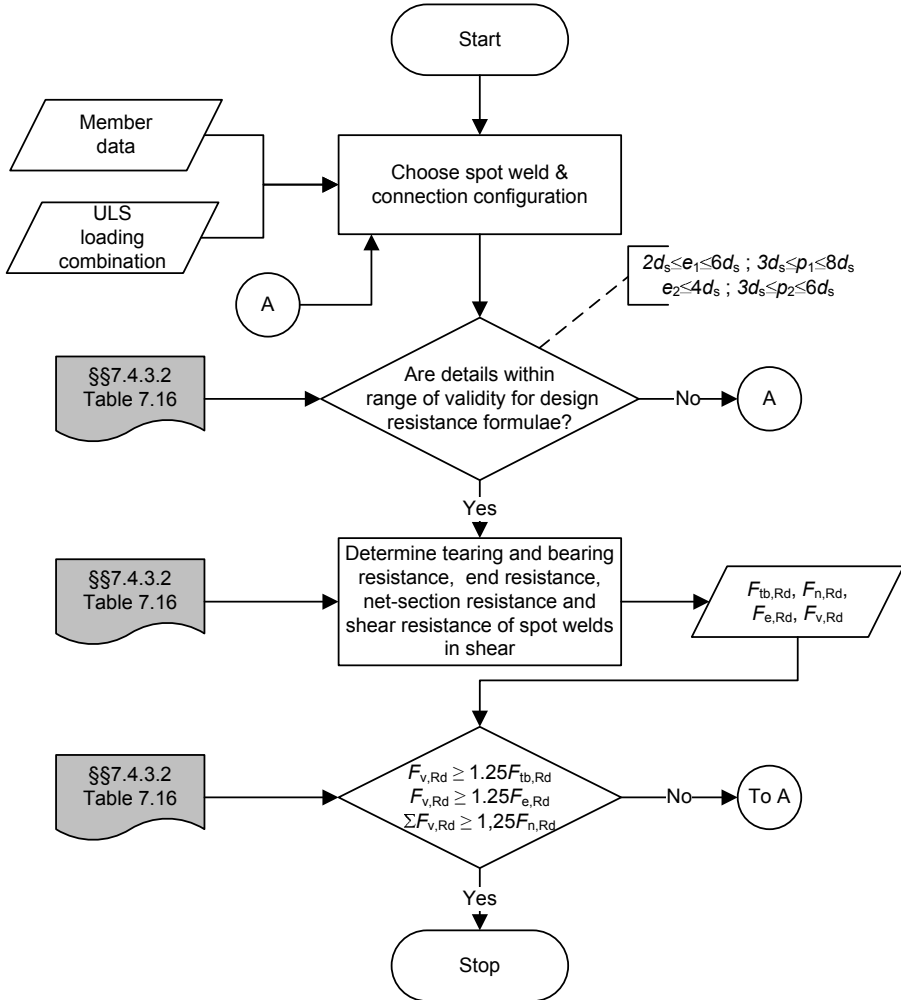 Start
Member
data
Choose spot weld &
connection configuration
ULS
loading
combination
2dₛ≤e₁≤6dₛ ; 3dₛ≤p₁≤8dₛ
e₂≤4dₛ ; 3dₛ≤p₂≤6dₛ
A
§§7.4.3.2
Table 7.16
Are details within
range of validity for design
resistance formulae?
No
A
Yes
§§7.4.3.2
Table 7.16
Determine tearing and bearing
resistance, end resistance,
net-section resistance and
shear resistance of spot welds
in shear
Ftb,Rd, Fn,Rd,
Fe,Rd, Fv,Rd
§§7.4.3.2
Table 7.16
Fv,Rd ≥ 1.25Ftb,Rd
Fv,Rd ≥ 1.25Fe,Rd
ΣFv,Rd ≥ 1,25Fn,Rd
No
To A
Yes
Stop